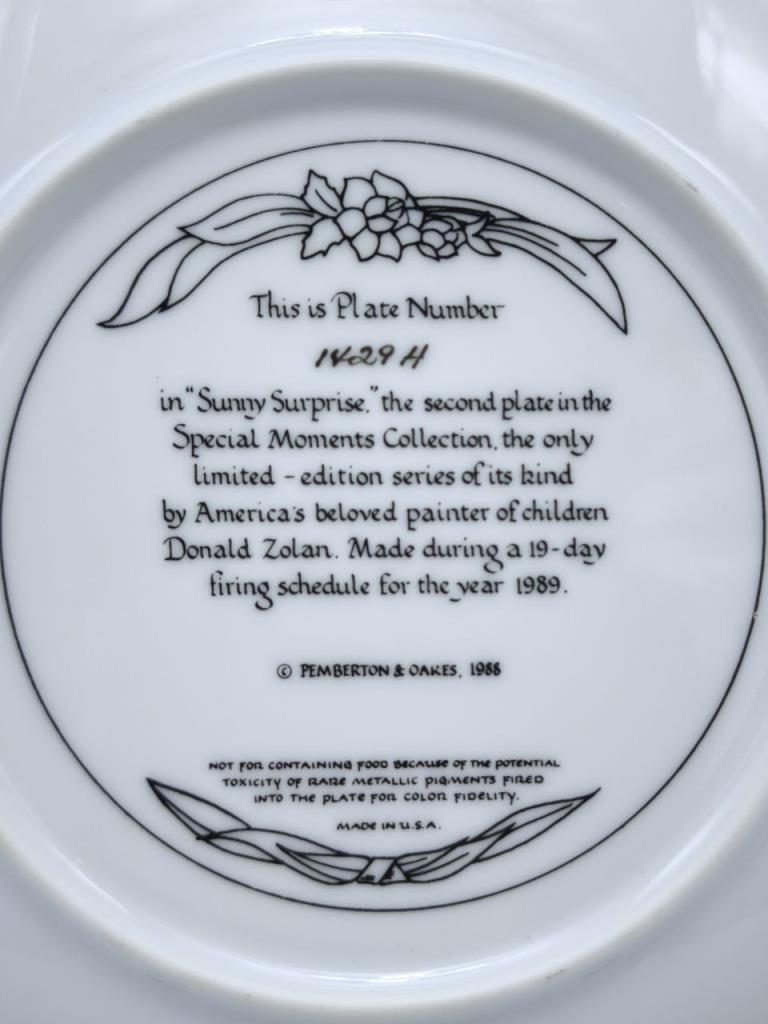 This is Plate Number
1429 H
in "Sunny Surprise," the second plate in the
Special Moments Collection, the only
limited - edition series of its kind
by America's beloved painter of children
Donald Zolan. Made during a 19-day
firing schedule for the year 1989.
© PEMBERTON & OAKES, 1988
NOT FOR CONTAINING FOOD BECAUSE OF THE POTENTIAL
TOXICITY OF RARE METALLIC PIGMENTS FIRED
INTO THE PLATE FOR COLOR FIDELITY.
MADE IN U.S.A.